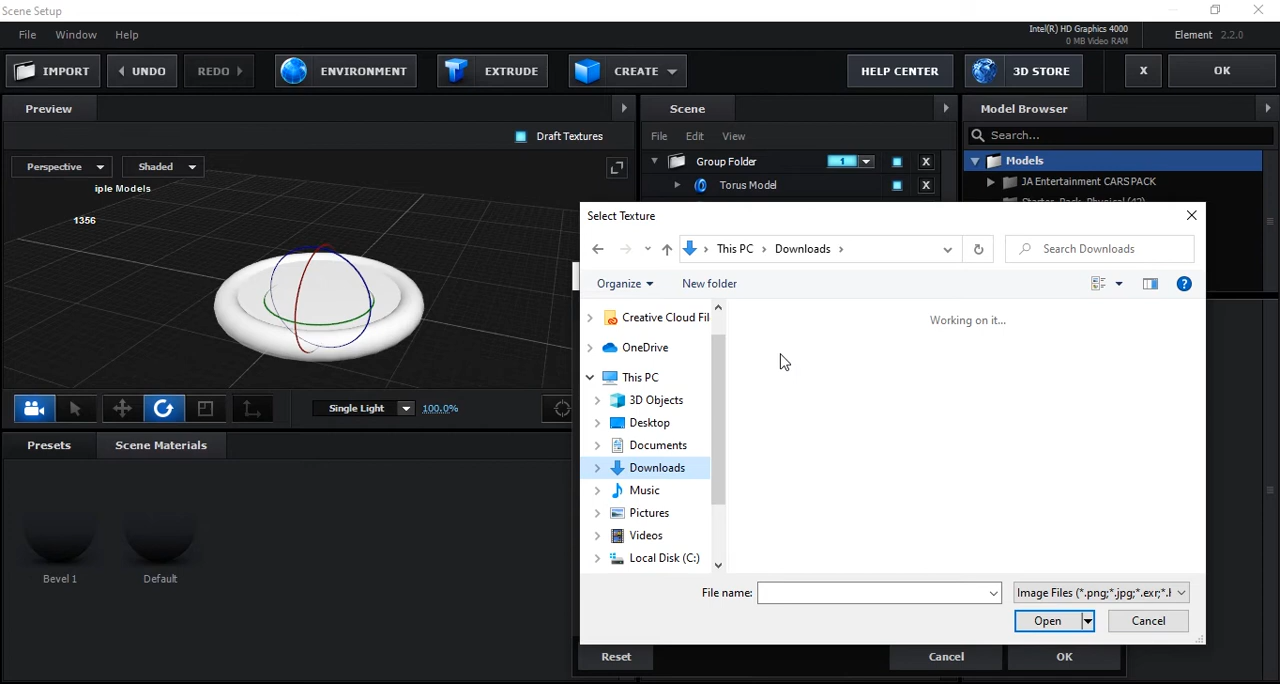 Scene Setup
File Window Help
Intel(R) HD Graphics 4000
0 MB Video RAM
Element 2.2.0
IMPORT UNDO REDO ENVIRONMENT EXTRUDE CREATE HELP CENTER 3D STORE X OK
Preview Scene Model Browser
Draft Textures File Edit View Search...
Perspective Shaded Group Folder 1 X Models
iple Models Torus Model X JA Entertainment CARSPACK
1356
Select Texture
This PC Downloads Search Downloads
Organize New folder
Creative Cloud Fil
Working on it...
OneDrive
This PC
3D Objects
Desktop
Documents
Downloads
Music
Pictures
Videos
Local Disk (C:)
File name: Image Files (*.png;*.jpg;*.exr;*.l
Open Cancel
Single Light 100.0%
Presets Scene Materials
Bevel 1 Default
Reset Cancel OK